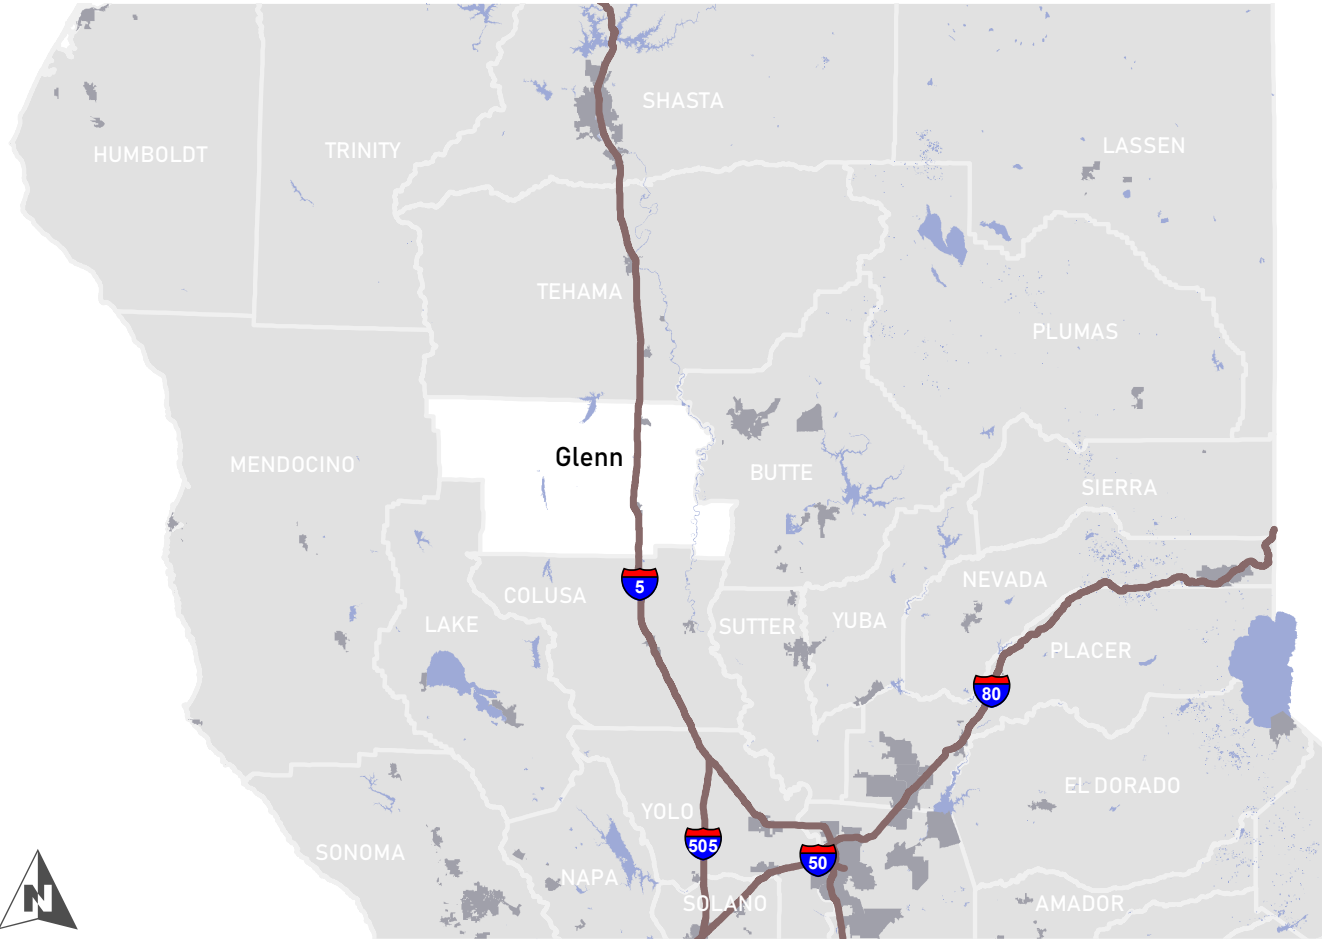 SHASTA
LASSEN
TRINITY
HUMBOLDT
TEHAMA
PLUMAS
Glenn
MENDOCINO
BUTTE
SIERRA
5
NEVADA
COLUSA
LAKE
SUTTER
YUBA
PLACER
80
EL DORADO
YOLO
505
SONOMA
50
NAPA
SOLANO
AMADOR
N